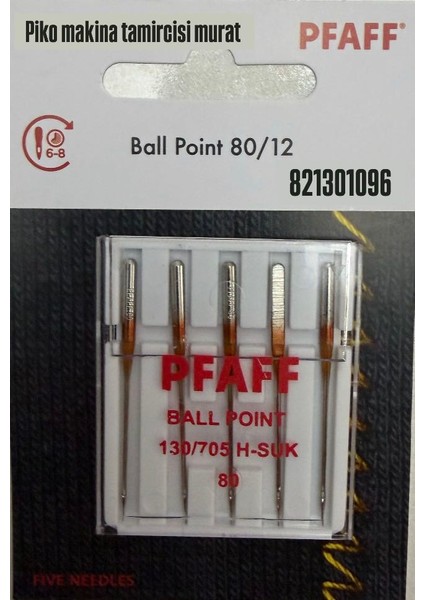 Piko makina tamircisi murat
PFAFF®
6-8
Ball Point 80/12
821301096
PFAFF
BALL POINT
130/705 H-SUK
80
FIVE NEEDLES